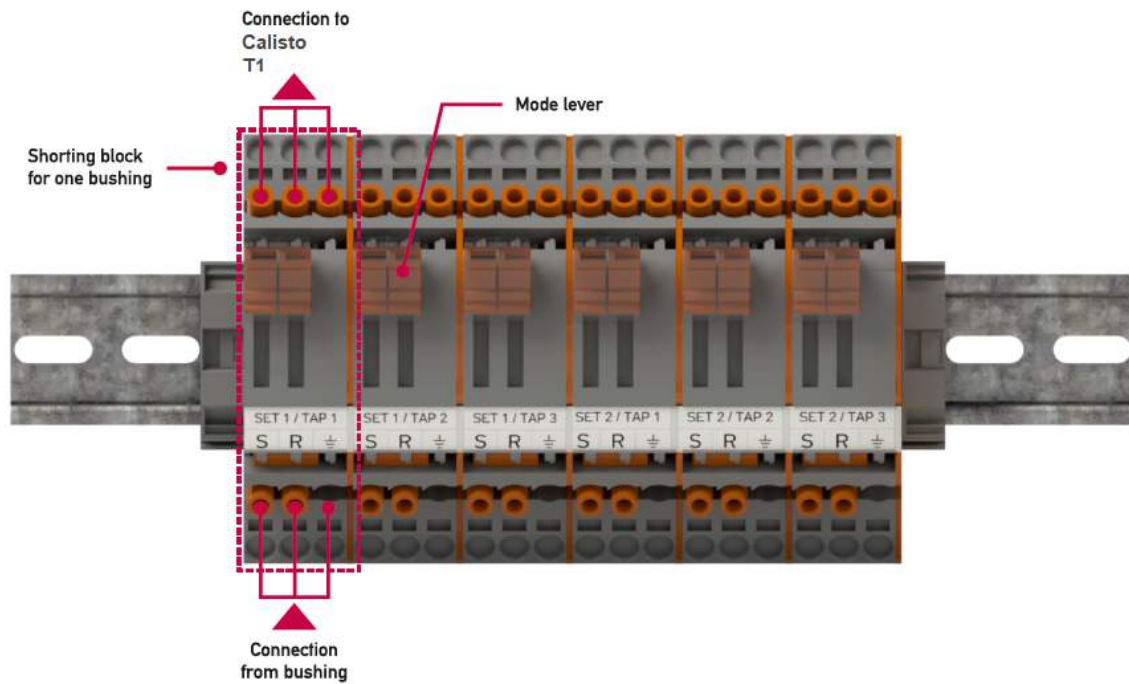 Connection to
Calisto
T1
Mode lever
Shorting block
for one bushing
SET 1 / TAP 1
SET 1 / TAP 2
SET 1 / TAP 3
SET 2 / TAP 1
SET 2 / TAP 2
SET 2 / TAP 3
S R ⏚ S R ⏚ S R ⏚ S R ⏚ S R ⏚ S R ⏚
Connection
from bushing